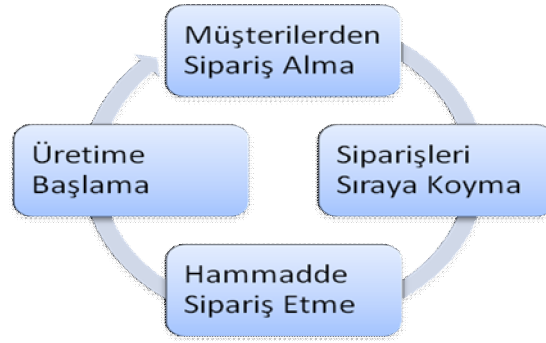 Müşterilerden
Sipariş Alma
Siparişleri
Sıraya Koyma
Hammadde
Sipariş Etme
Üretime
Başlama